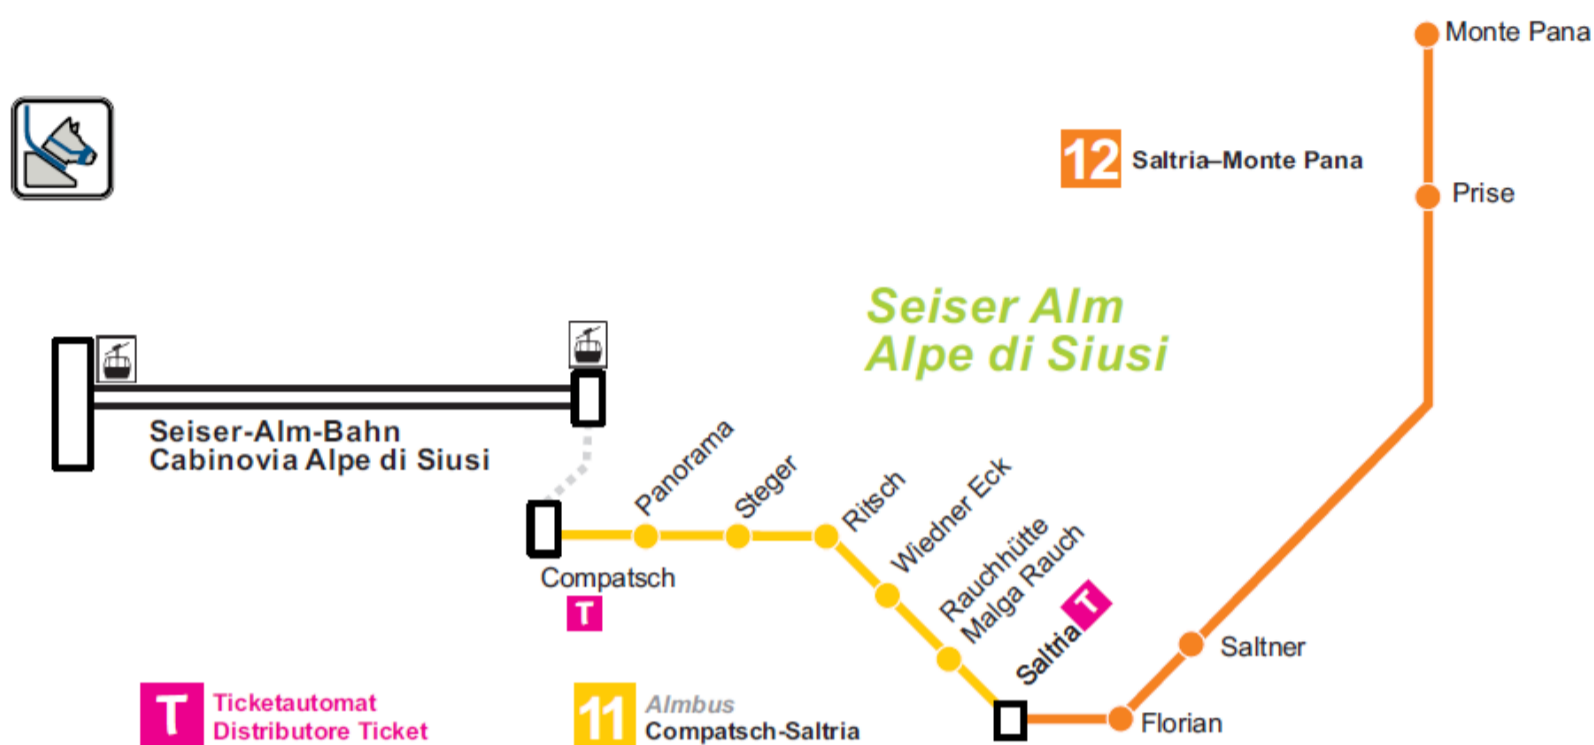 Monte Pana
12 Saltria–Monte Pana
Prise
Seiser Alm
Alpe di Siusi
Seiser-Alm-Bahn
Cabinovia Alpe di Siusi
Panorama
Steger
Ritsch
Wiedner Eck
Rauchhütte
Malga Rauch
Compatsch
T
Saltria T
Saltner
Florian
T Ticketautomat
Distributore Ticket
11 Almbus
Compatsch-Saltria